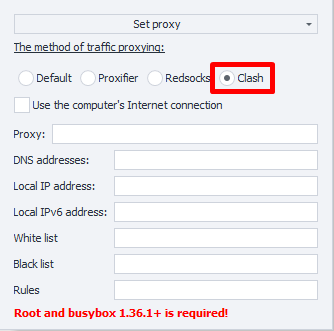 Set proxy
The method of traffic proxying:
Default Proxifier Redsocks Clash
Use the computer's Internet connection
Proxy:
DNS addresses:
Local IP address:
Local IPv6 address:
White list
Black list
Rules
Root and busybox 1.36.1+ is required!